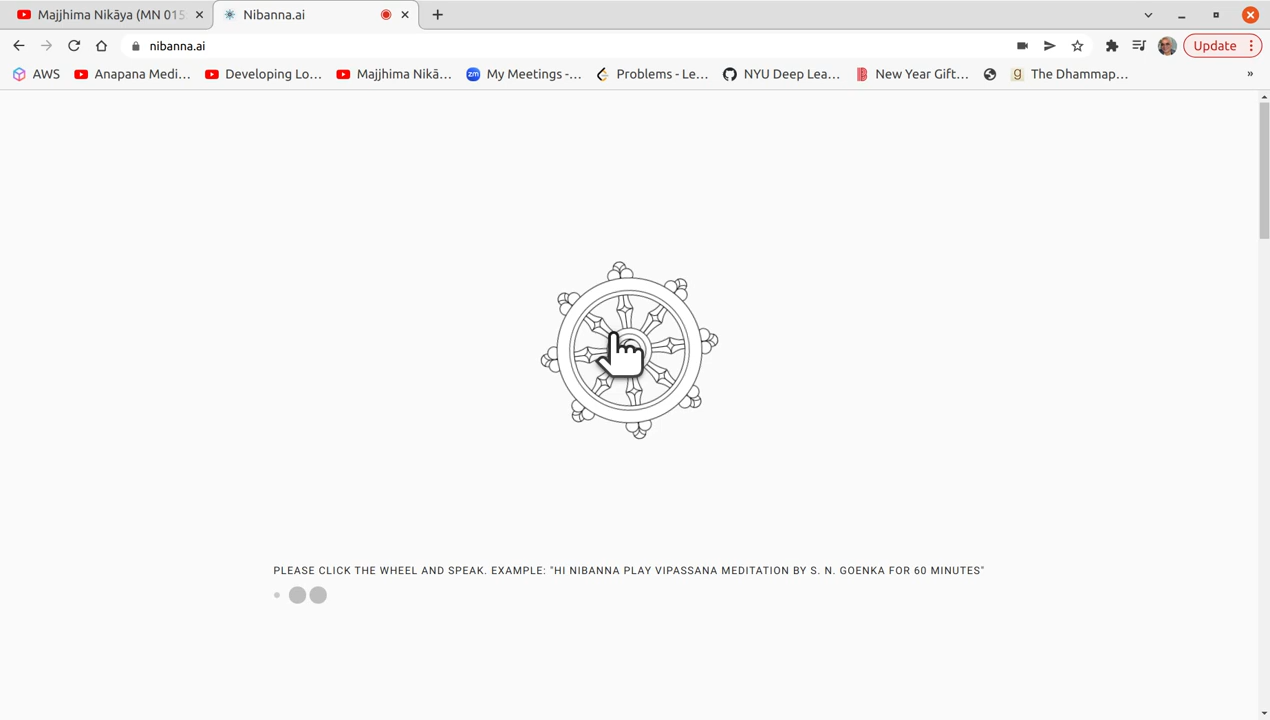 Majjhima Nikāya (MN 015
Nibanna.ai
nibanna.ai
Update
AWS
Anapana Medi...
Developing Lo...
Majjhima Nikā...
zm
My Meetings -...
Problems - Le...
NYU Deep Lea...
New Year Gift...
g
The Dhammap...
»
PLEASE CLICK THE WHEEL AND SPEAK. EXAMPLE: "HI NIBANNA PLAY VIPASSANA MEDITATION BY S. N. GOENKA FOR 60 MINUTES"